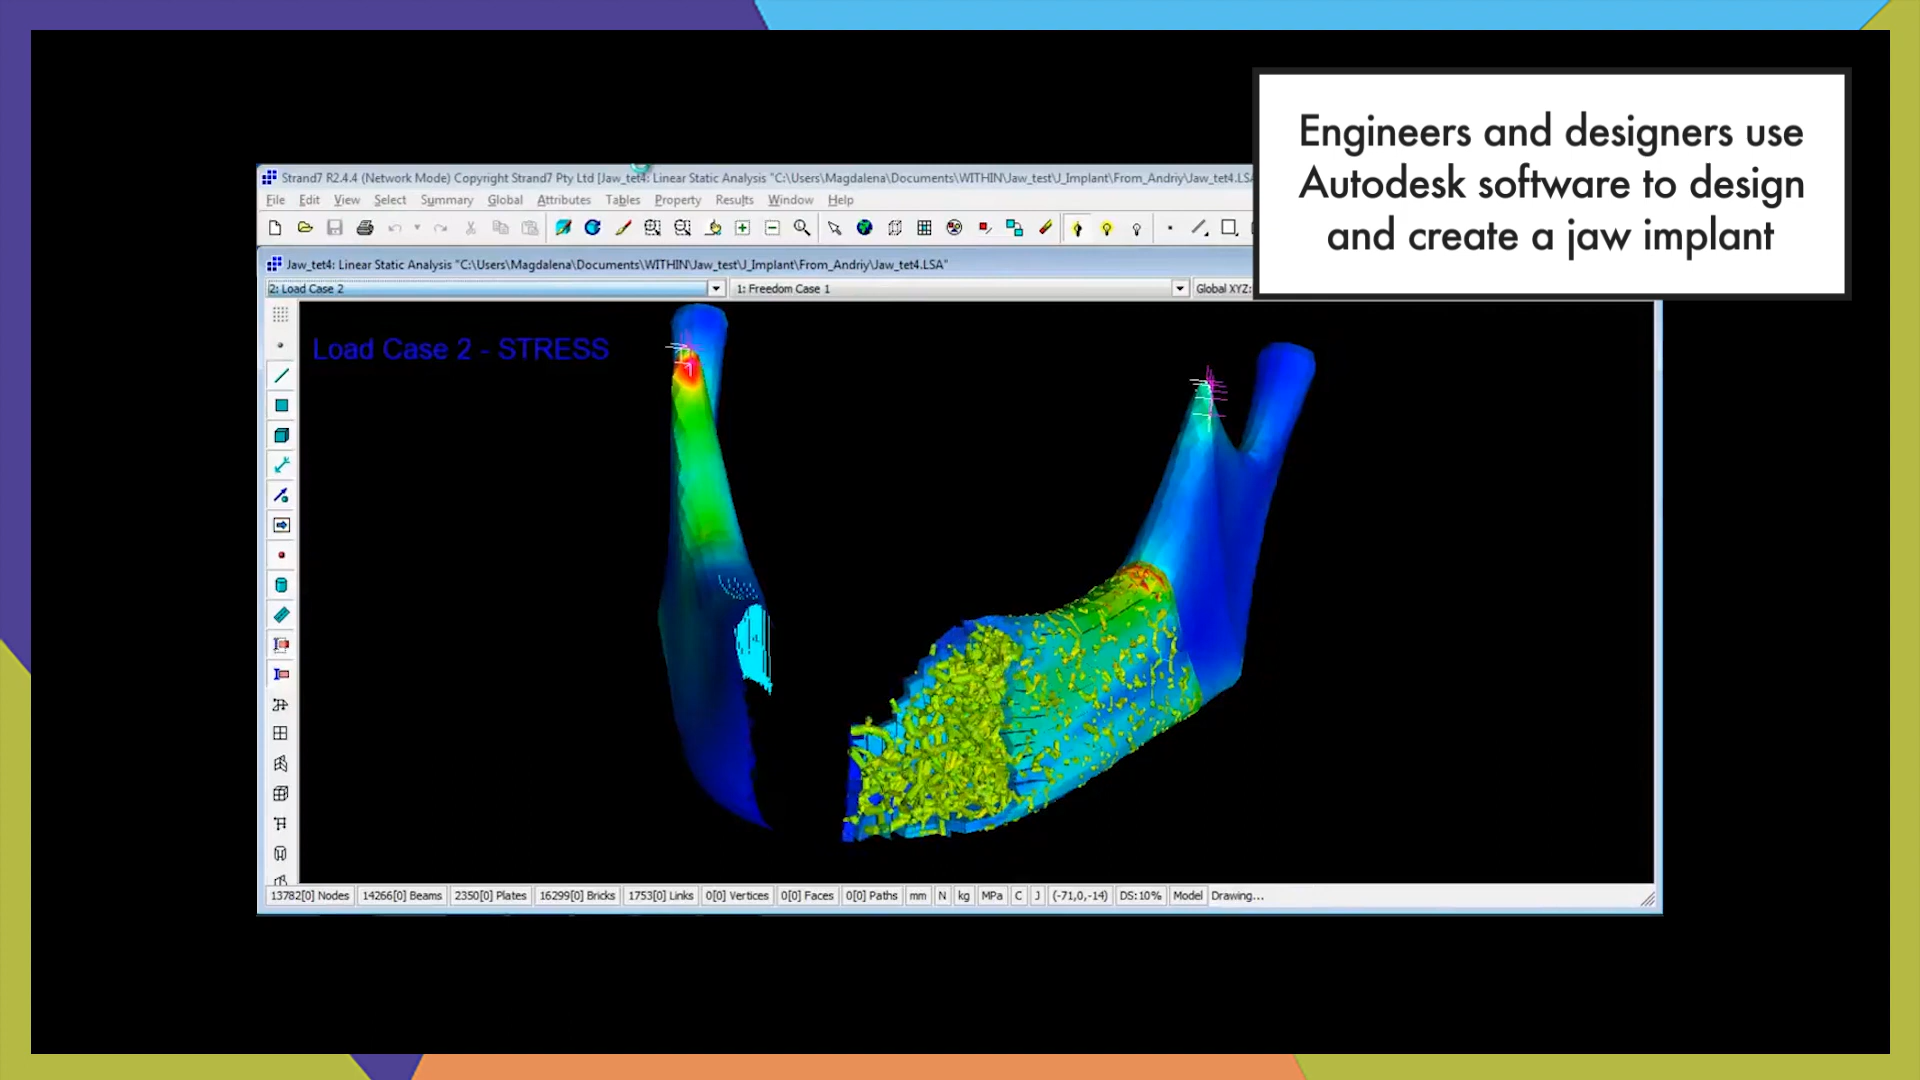 Engineers and designers use
Autodesk software to design
and create a jaw implant
Strand7 R2.4.4 (Network Mode) Copyright Strand7 Pty Ltd [Jaw_tet4: Linear Static Analysis "C:\Users\Magdalena\Documents\WITHIN\Jaw_test\J_Implant\From_Andriy\Jaw_tet4.LSA
File Edit View Select Summary Global Attributes Tables Property Results Window Help
Jaw_tet4: Linear Static Analysis "C:\Users\Magdalena\Documents\WITHIN\Jaw_test\J_Implant\From_Andriy\Jaw_tet4.LSA"
2: Load Case 2 1: Freedom Case 1 Global XYZ:
Load Case 2 - STRESS
13782[0] Nodes 14266[0] Beams 2350[0] Plates 16299[0] Bricks 1753[0] Links 0[0] Vertices 0[0] Faces 0[0] Paths mm N kg MPa C J (-71,0,-14) DS:10% Model Drawing...